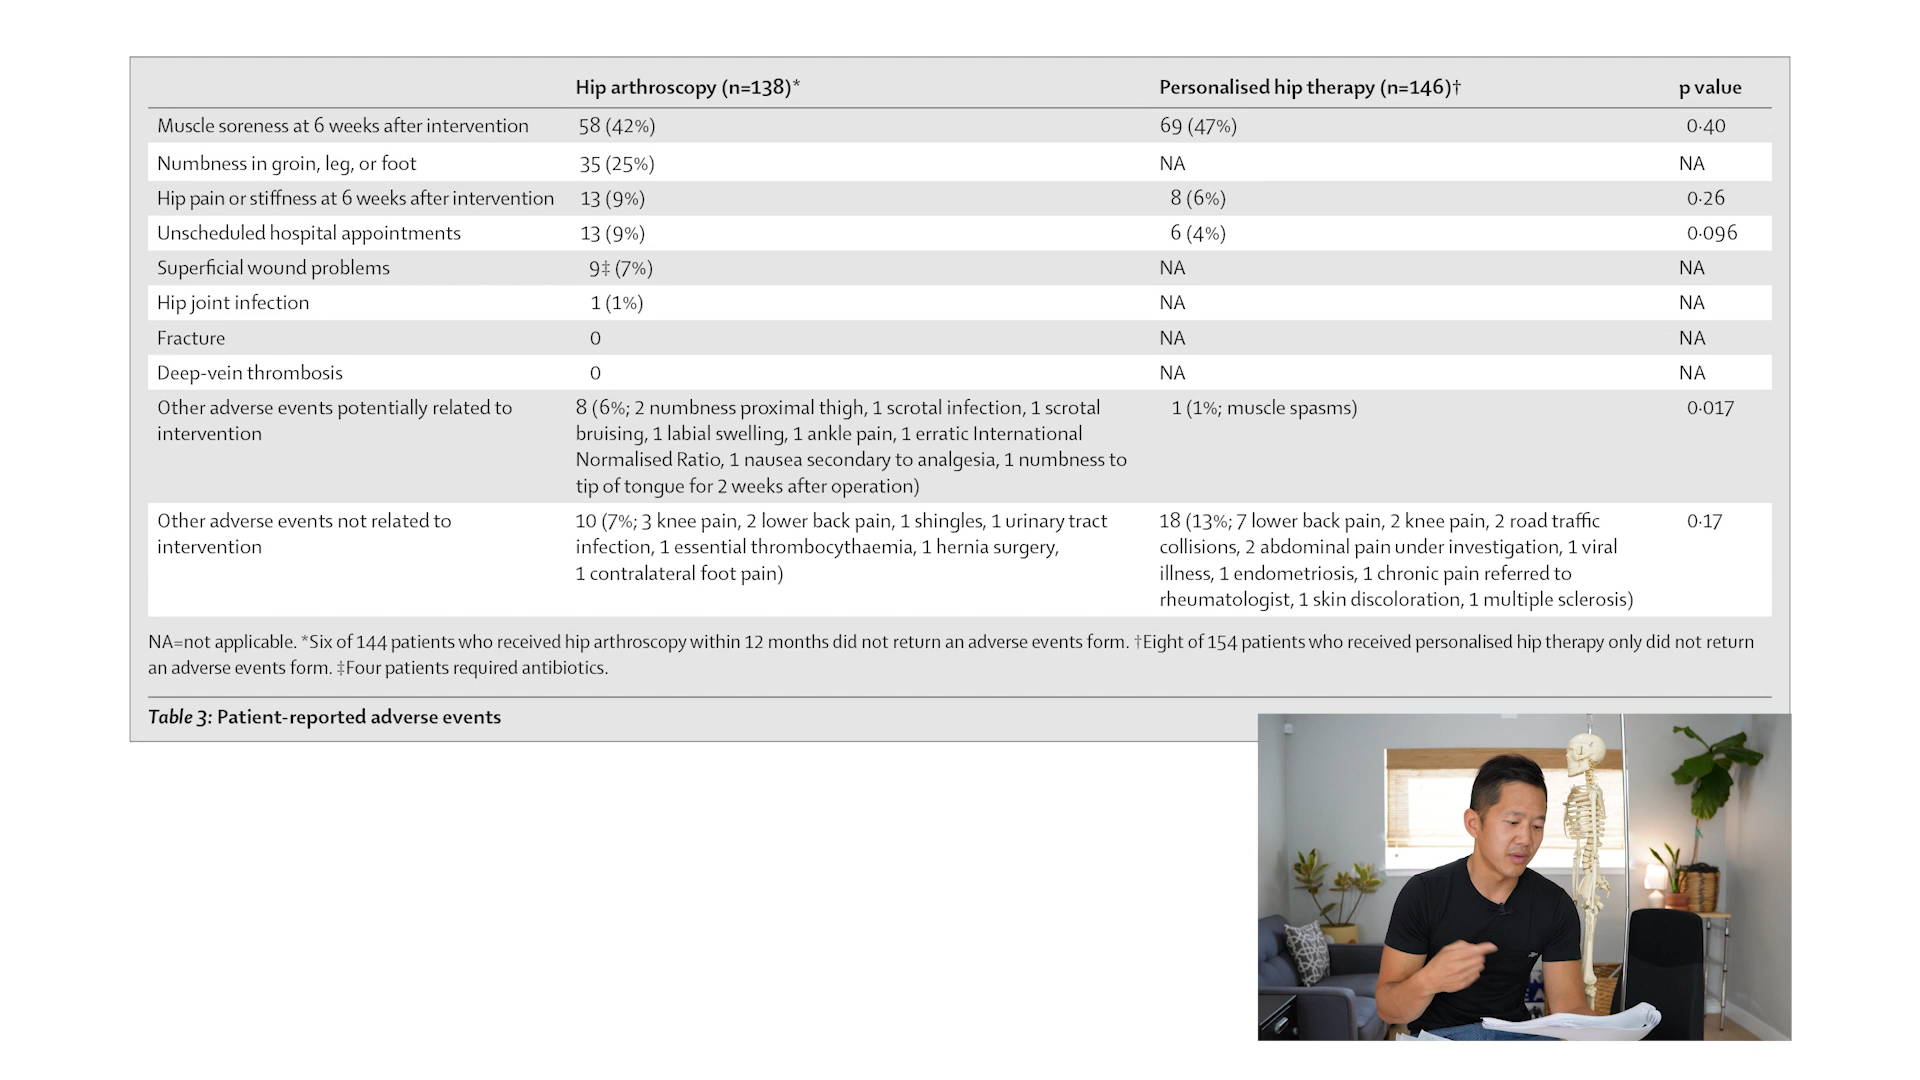 Hip arthroscopy (n=138)* Personalised hip therapy (n=146)† p value
Muscle soreness at 6 weeks after intervention 58 (42%) 69 (47%) 0·40
Numbness in groin, leg, or foot 35 (25%) NA NA
Hip pain or stiffness at 6 weeks after intervention 13 (9%) 8 (6%) 0·26
Unscheduled hospital appointments 13 (9%) 6 (4%) 0·096
Superficial wound problems 9‡ (7%) NA NA
Hip joint infection 1 (1%) NA NA
Fracture 0 NA NA
Deep-vein thrombosis 0 NA NA
Other adverse events potentially related to 8 (6%; 2 numbness proximal thigh, 1 scrotal infection, 1 scrotal 1 (1%; muscle spasms) 0·017
intervention bruising, 1 labial swelling, 1 ankle pain, 1 erratic International
Normalised Ratio, 1 nausea secondary to analgesia, 1 numbness to
tip of tongue for 2 weeks after operation)
Other adverse events not related to 10 (7%; 3 knee pain, 2 lower back pain, 1 shingles, 1 urinary tract 18 (13%; 7 lower back pain, 2 knee pain, 2 road traffic 0·17
intervention infection, 1 essential thrombocythaemia, 1 hernia surgery, collisions, 2 abdominal pain under investigation, 1 viral
1 contralateral foot pain) illness, 1 endometriosis, 1 chronic pain referred to
rheumatologist, 1 skin discoloration, 1 multiple sclerosis)
NA=not applicable. *Six of 144 patients who received hip arthroscopy within 12 months did not return an adverse events form. †Eight of 154 patients who received personalised hip therapy only did not return
an adverse events form. ‡Four patients required antibiotics.
Table 3: Patient-reported adverse events